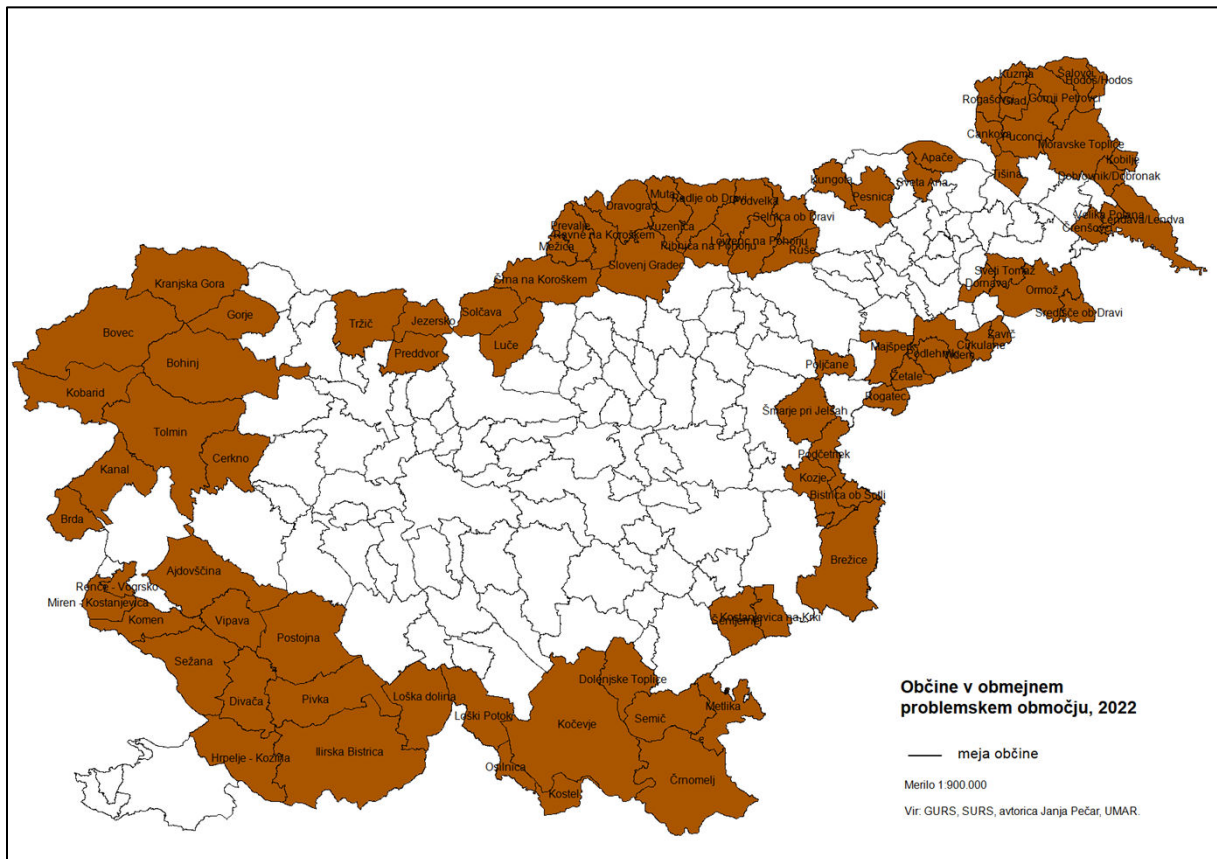 Kuzma
Šalovci
Hodoš/Hodos
Rogašovci
Grad
Gornji Petrovci
Cankova
Puconci
Moravske Toplice
Kobilje
Tišina
Dobrovnik/Dobronak
Apače
Kungota
Sveta Ana
Pesnica
Velika Polana
Lendava/Lendva
Črenšovci
Muta
Radlje ob Dravi
Podvelka
Dravograd
Selnica ob Dravi
Prevalje
Vuzenica
Ravne na Koroškem
Mežica
Ribnica na Pohorju
Lovrenc na Pohorju
Ruše
Slovenj Gradec
Črna na Koroškem
Sveti Tomaž
Dornava
Ormož
Središče ob Dravi
Kranjska Gora
Gorje
Bovec
Tržič
Jezersko
Solčava
Preddvor
Luče
Bohinj
Kobarid
Zavrč
Cirkulane
Majšperk
Podlehnik
Videm
Poljčane
Žetale
Rogatec
Šmarje pri Jelšah
Tolmin
Cerkno
Kanal
Podčetrtek
Kozje
Bistrica ob Sotli
Brda
Brežice
Ajdovščina
Renče - Vogrsko
Miren - Kostanjevica
Komen
Vipava
Postojna
Kostanjevica na Krki
Šentjernej
Sežana
Divača
Pivka
Loška dolina
Loški Potok
Dolenjske Toplice
Kočevje
Semič
Metlika
Hrpelje - Kozina
Ilirska Bistrica
Osilnica
Kostel
Črnomelj
Občine v obmejnem
problemskem območju, 2022
meja občine
Merilo 1:900.000
Vir: GURS, SURS, avtorica Janja Pečar, UMAR.